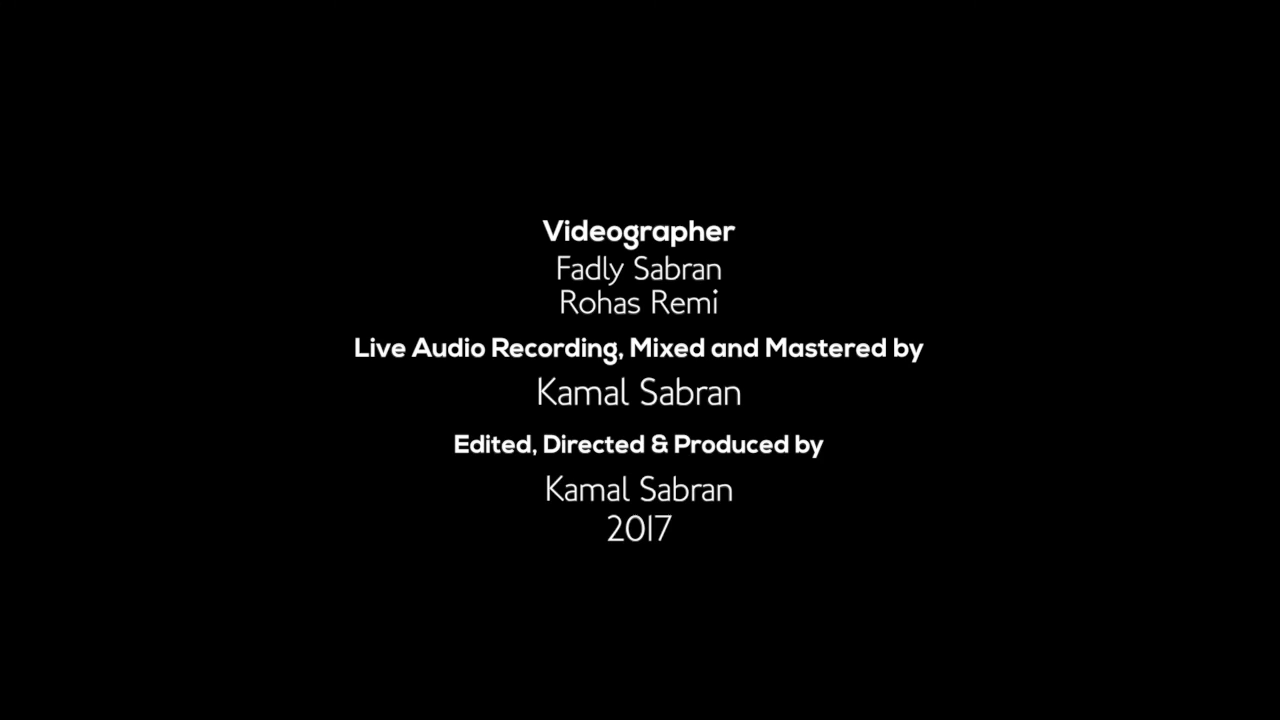 Videographer
Fadly Sabran
Rohas Remi
Live Audio Recording, Mixed and Mastered by
Kamal Sabran
Edited, Directed & Produced by
Kamal Sabran
2017